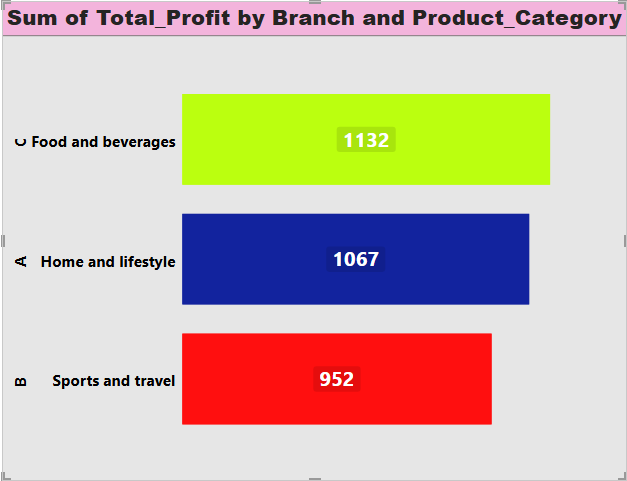 Sum of Total_Profit by Branch and Product_Category
C Food and beverages 1132
A Home and lifestyle 1067
B Sports and travel 952